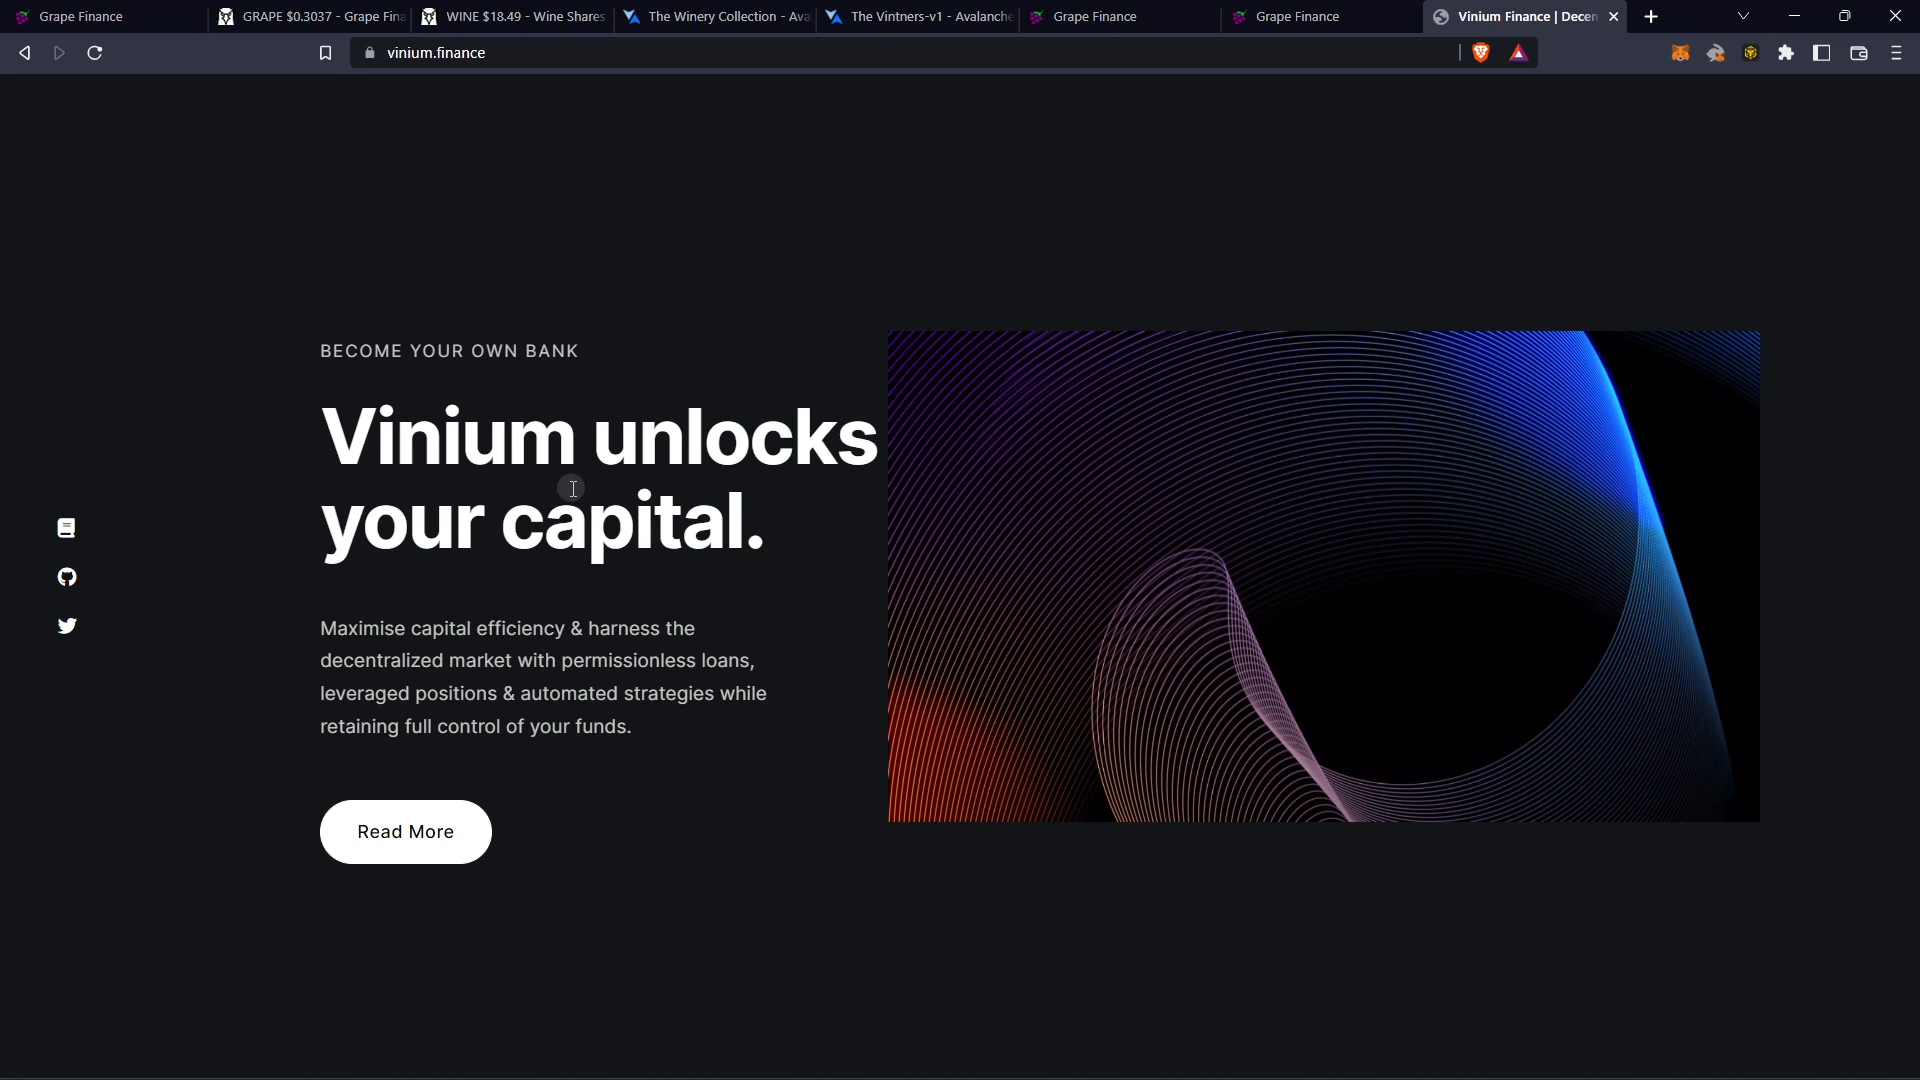 Grape Finance
GRAPE $0.3037 - Grape Fina
WINE $18.49 - Wine Shares
The Winery Collection - Ava
The Vintners-v1 - Avalanche
Grape Finance
Grape Finance
Vinium Finance | Decen
vinium.finance
BECOME YOUR OWN BANK
Vinium unlocks
your capital.
Maximise capital efficiency & harness the
decentralized market with permissionless loans,
leveraged positions & automated strategies while
retaining full control of your funds.
Read More